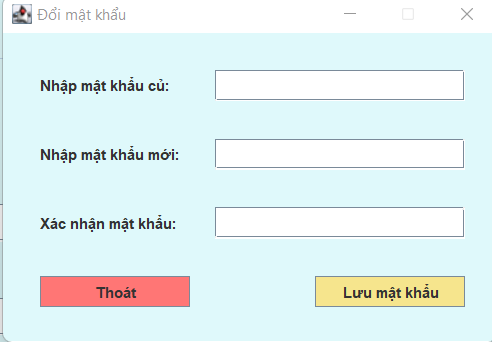 Đổi mật khẩu
Nhập mật khẩu củ:
Nhập mật khẩu mới:
Xác nhận mật khẩu:
Thoát
Lưu mật khẩu